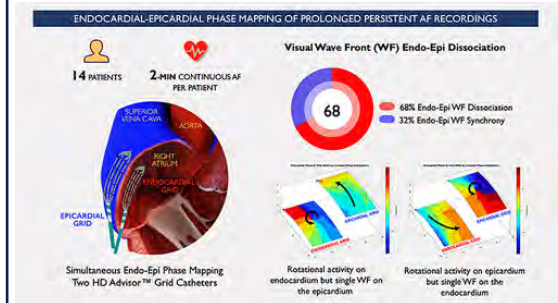 ENDOCARDIAL-EPICARDIAL PHASE MAPPING OF PROLONGED PERSISTENT AF RECORDINGS
14 PATIENTS
2-MIN CONTINUOUS AF
PER PATIENT
SUPERIOR
VENA CAVA
AORTA
RIGHT
ATRIUM
ENDOCARDIAL
GRID
EPICARDIAL
GRID
Simultaneous Endo-Epi Phase Mapping
Two HD Advisor™ Grid Catheters
Visual Wave Front (WF) Endo-Epi Dissociation
68
68% Endo-Epi WF Dissociation
32% Endo-Epi WF Synchrony
EPICARDIAL GRID
ENDOCARDIAL GRID
Rotational activity on
endocardium but single WF on
the epicardium
EPICARDIAL GRID
ENDOCARDIAL GRID
Rotational activity on epicardium
but single WF on the
endocardium